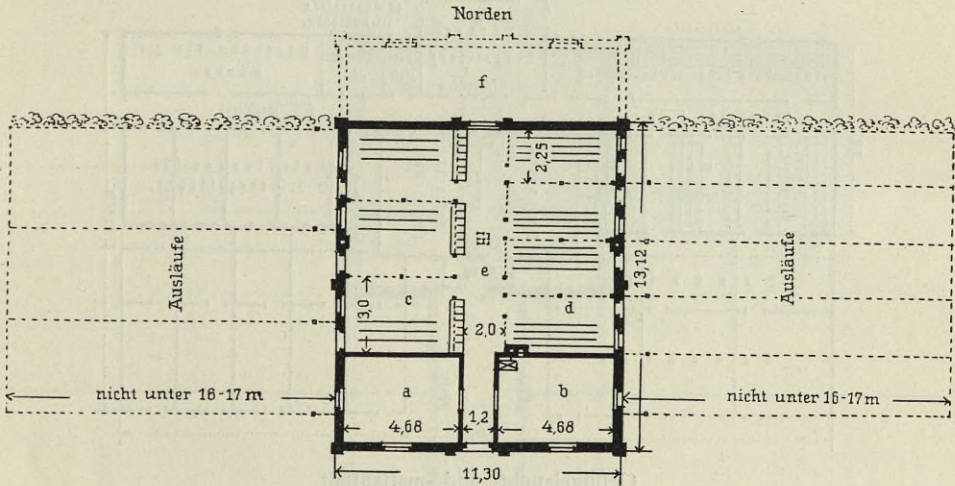 Norden
f
2,25
Ausläufe
e
13,12
Ausläufe
c
3,0
2,0
d
nicht unter 16-17 m
a
b
nicht unter 16-17 m
4,68
1,2
4,68
11,30